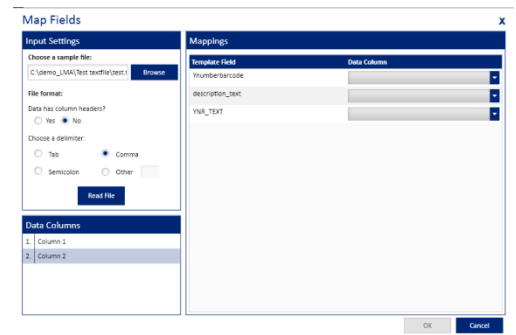 Map Fields
X
Input Settings
Choose a sample file:
C:\demo_LMA\Test textfile\test.t
Browse
File format:
Data has column headers?
Yes No
Choose a delimiter:
Tab Comma
Semicolon Other
Read File
Data Columns
1. Column 1
2. Column 2
Mappings
Template Field Data Column
Ynumberbarcode
description_text
YNR_TEXT
OK Cancel